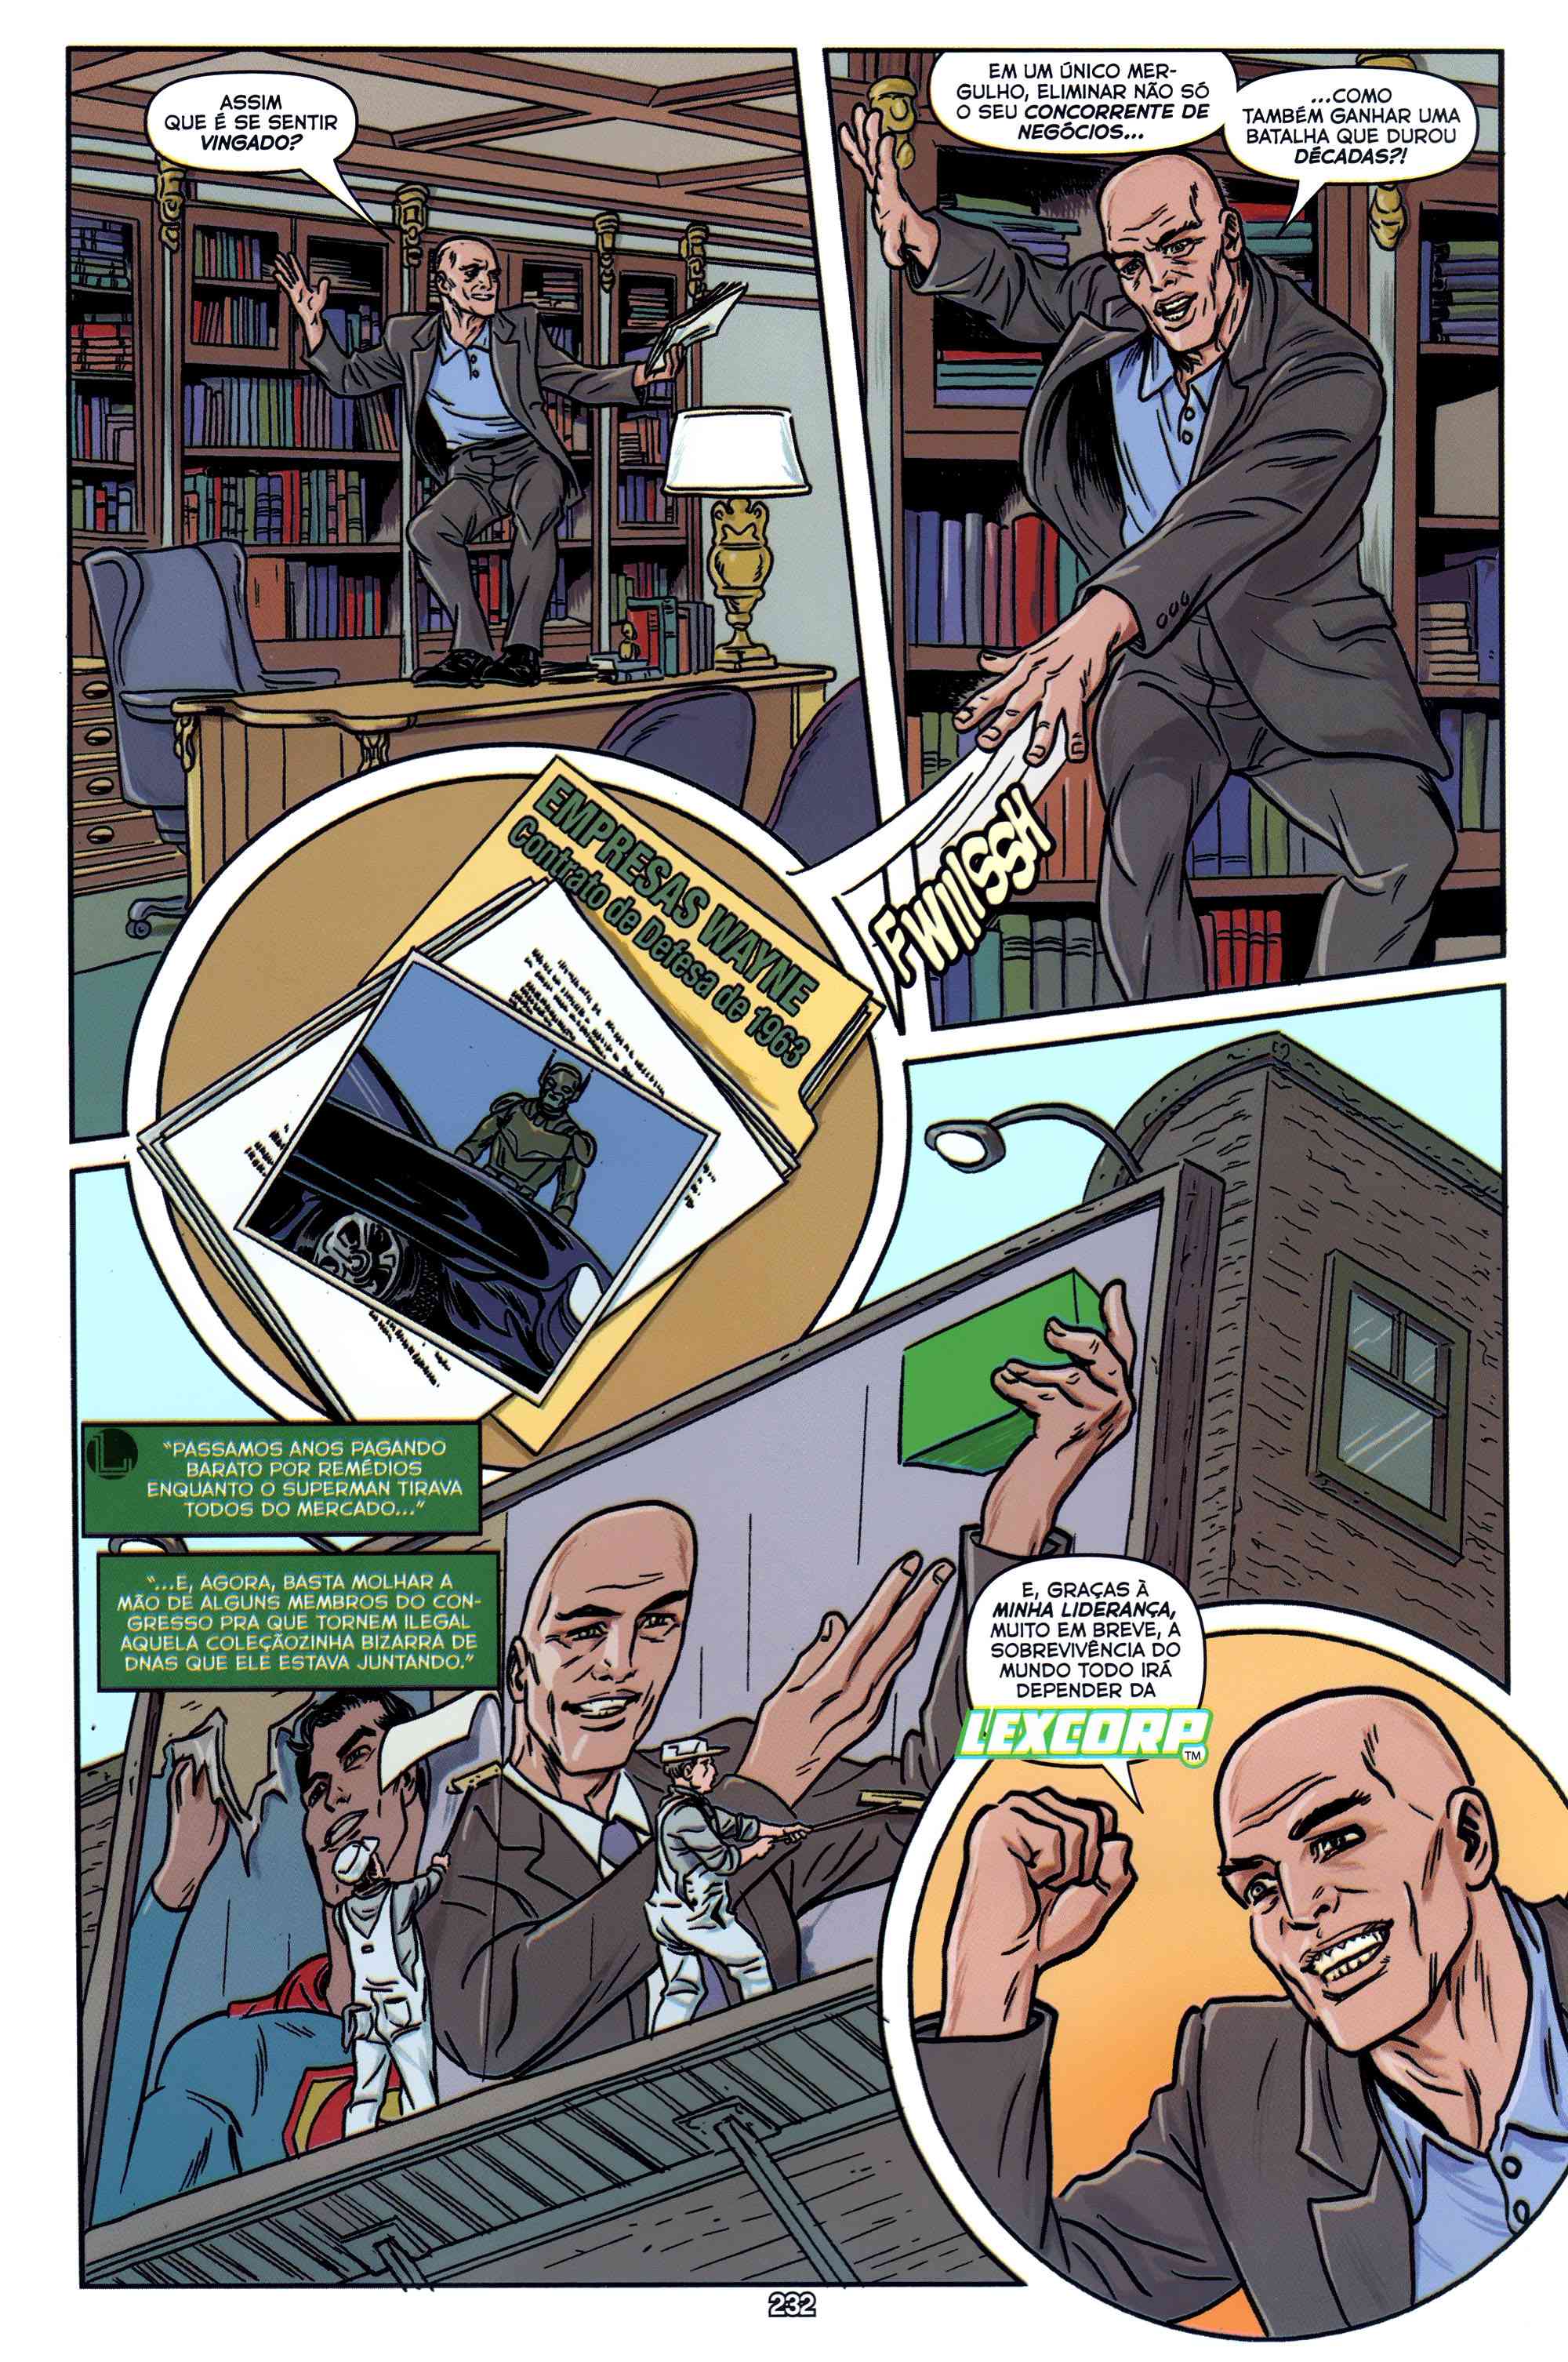 ASSIM
QUE É SE SENTIR
VINGADO?
EM UM ÚNICO MER-
GULHO, ELIMINAR NÃO SÓ
O SEU CONCORRENTE DE
NEGÓCIOS...
...COMO
TAMBÉM GANHAR UMA
BATALHA QUE DUROU
DÉCADAS?!
FWIIISSH
EMPRESAS WAYNE
Contrato de Defesa de 1963
L
"PASSAMOS ANOS PAGANDO
BARATO POR REMÉDIOS
ENQUANTO O SUPERMAN TIRAVA
TODOS DO MERCADO..."
"...E, AGORA, BASTA MOLHAR A
MÃO DE ALGUNS MEMBROS DO CON-
GRESSO PRA QUE TORNEM ILEGAL
AQUELA COLEÇÃOZINHA BIZARRA DE
DNAS QUE ELE ESTAVA JUNTANDO."
E, GRAÇAS À
MINHA LIDERANÇA,
MUITO EM BREVE, A
SOBREVIVÊNCIA DO
MUNDO TODO IRÁ
DEPENDER DA
LEXCORP TM
232